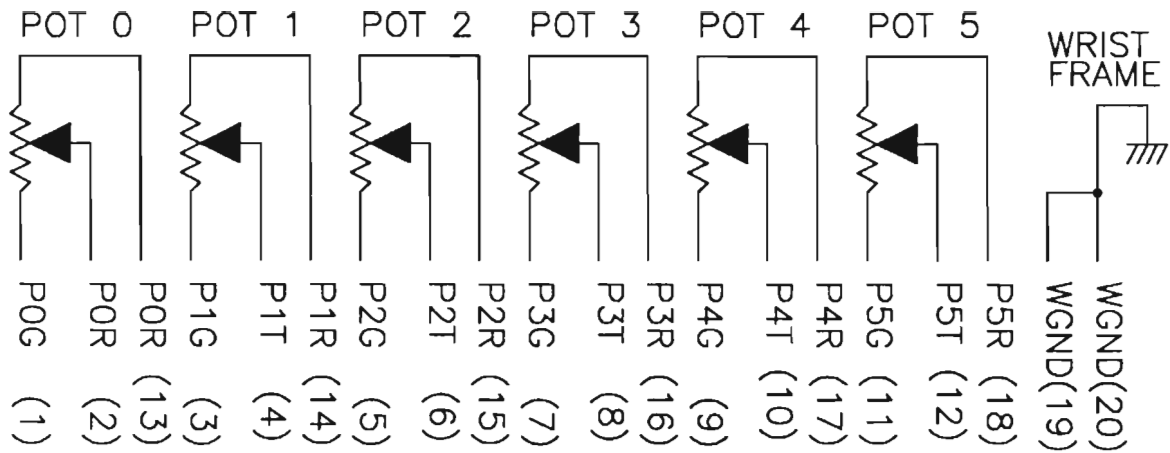 POT 0
POT 1
POT 2
POT 3
POT 4
POT 5
WRIST
FRAME
P0G (1)
P0R (2)
P0R (13)
P1G (3)
P1T (4)
P1R (14)
P2G (5)
P2T (6)
P2R (15)
P3G (7)
P3T (8)
P3R (16)
P4G (9)
P4T (10)
P4R (17)
P5G (11)
P5T (12)
P5R (18)
WGND(19)
WGND(20)